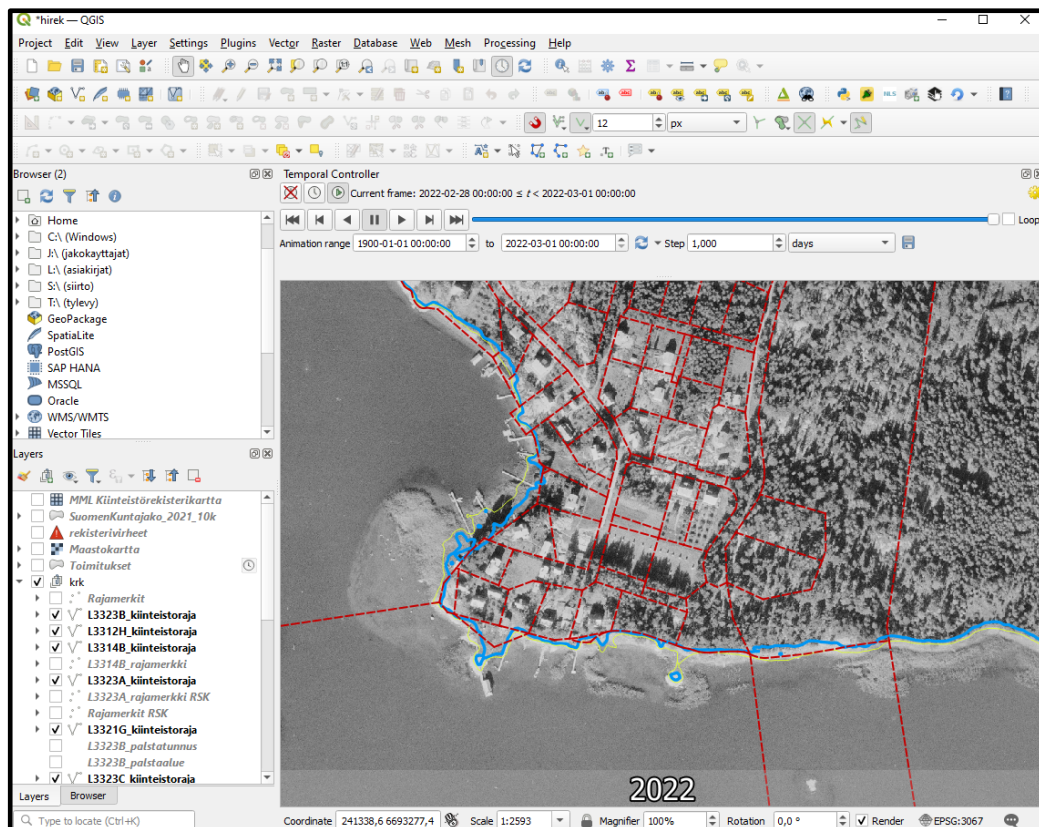 *hirek — QGIS
Project Edit View Layer Settings Plugins Vector Raster Database Web Mesh Processing Help
12 px
Browser (2)
Home
C:\ (Windows)
J:\ (jakokayttajat)
L:\ (asiakirjat)
S:\ (siirto)
T:\ (tylevy)
GeoPackage
SpatiaLite
PostGIS
SAP HANA
MSSQL
Oracle
WMS/WMTS
Vector Tiles
Layers
MML Kiinteistörekisterikartta
SuomenKuntajako_2021_10k
rekisterivirheet
Maastokartta
Toimitukset
krk
Rajamerkit
L3323B_kiinteistoraja
L3312H_kiinteistoraja
L3314B_kiinteistoraja
L3314B_rajamerkki
L3323A_kiinteistoraja
L3323A_rajamerkki RSK
Rajamerkit RSK
L3321G_kiinteistoraja
L3323B_palstatunnus
L3323B_palstaalue
L3323C_kiinteistoraja
Layers Browser
Temporal Controller
Current frame: 2022-02-28 00:00:00 ≤ t < 2022-03-01 00:00:00
Loop
Animation range 1900-01-01 00:00:00 to 2022-03-01 00:00:00 Step 1,000 days
2022
Type to locate (Ctrl+K) Coordinate 241338,6 6693277,4 Scale 1:2593 Magnifier 100% Rotation 0,0 ° Render EPSG:3067